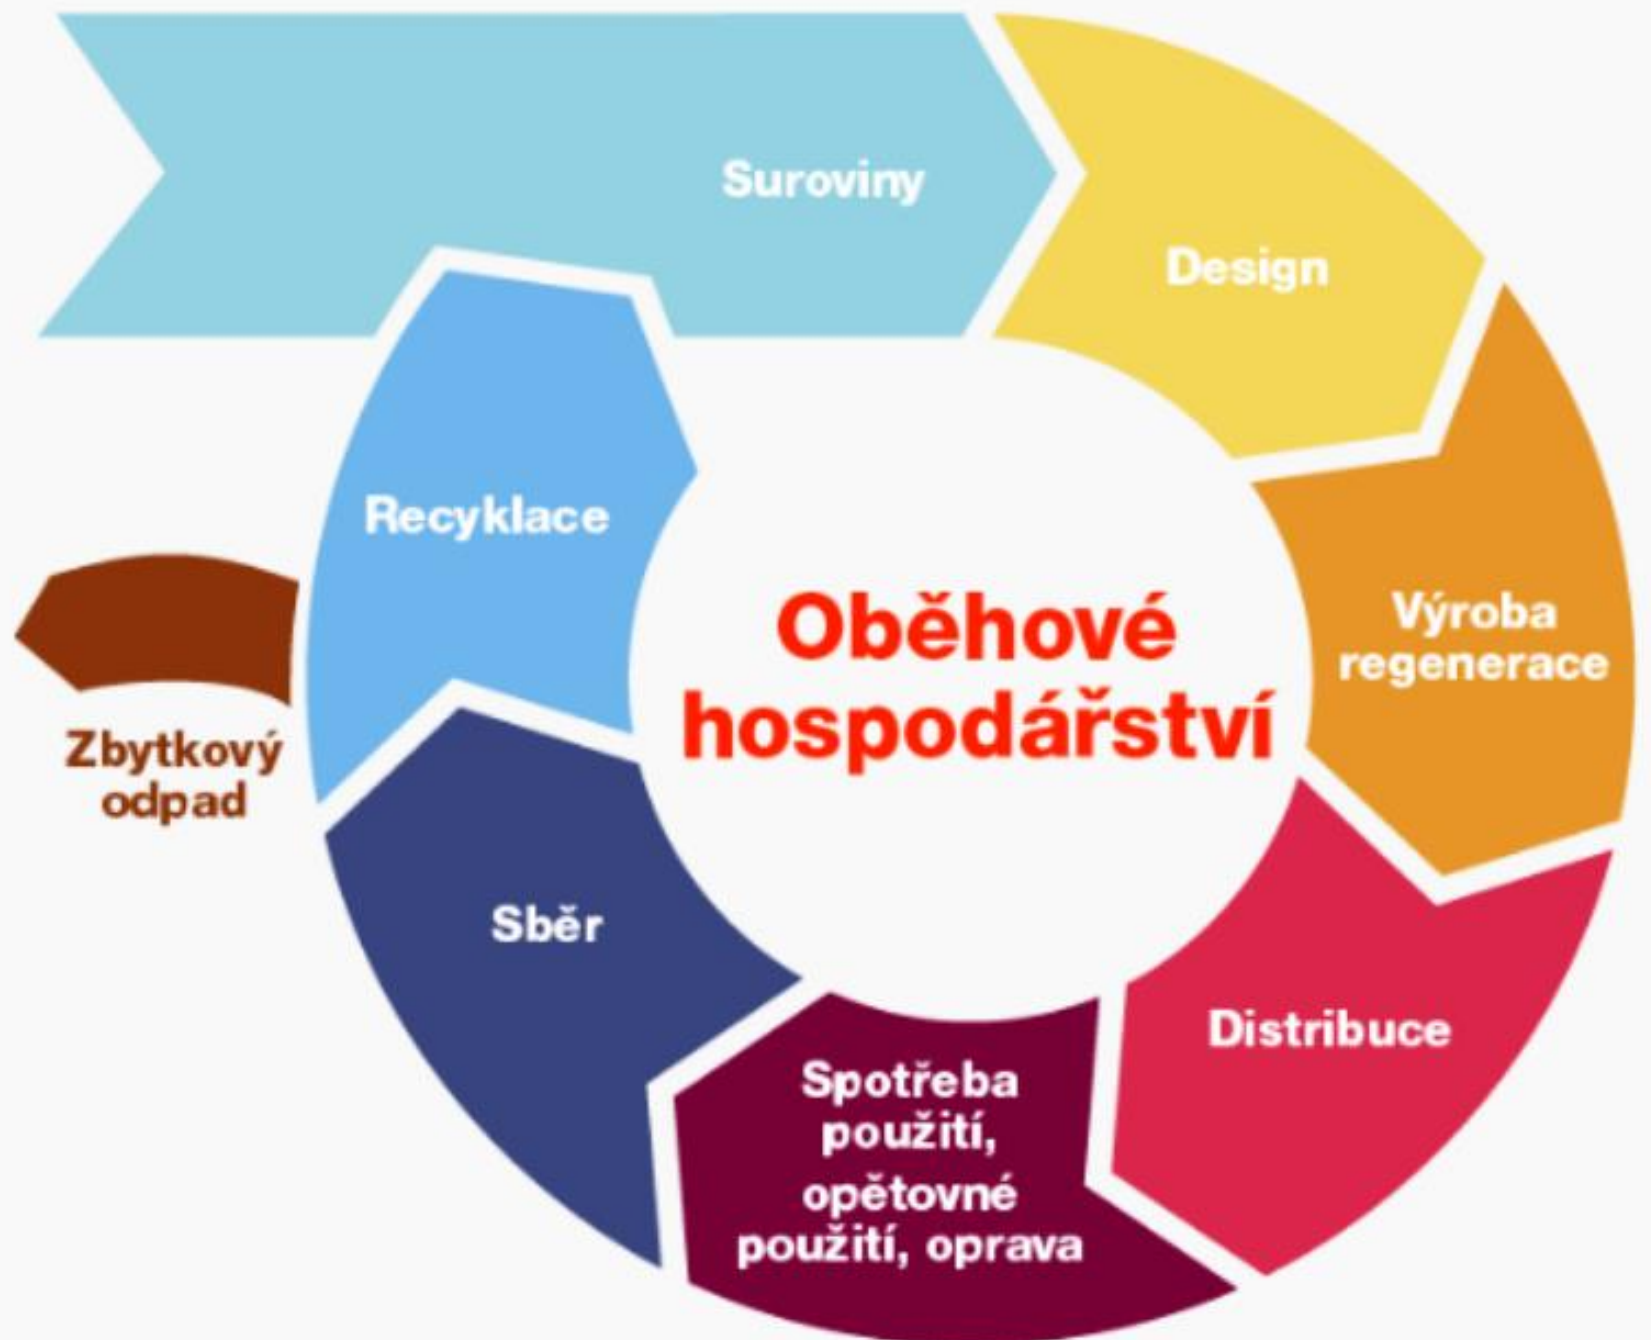 Suroviny
Design
Výroba
regenerace
Distribuce
Spotřeba
použití,
opětovné
použití, oprava
Sběr
Recyklace
Zbytkový
odpad
Oběhové
hospodářství